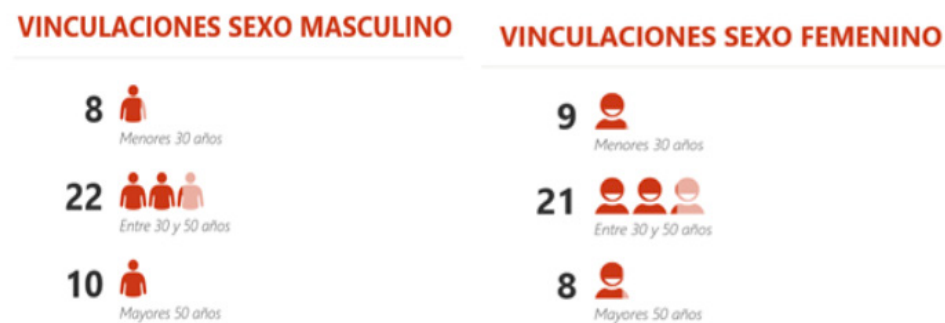 VINCULACIONES SEXO MASCULINO
8
Menores 30 años
22
Entre 30 y 50 años
10
Mayores 50 años
VINCULACIONES SEXO FEMENINO
9
Menores 30 años
21
Entre 30 y 50 años
8
Mayores 50 años